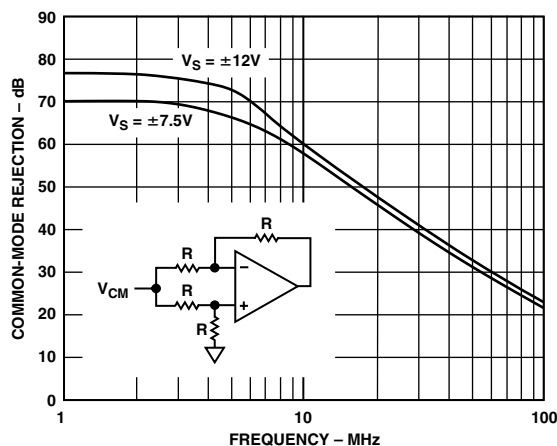 COMMON-MODE REJECTION – dB
90
80
70
60
50
40
30
20
10
0
V_S = ±12V
V_S = ±7.5V
R
R
V_CM
R
R
−
+
1
10
100
FREQUENCY – MHz